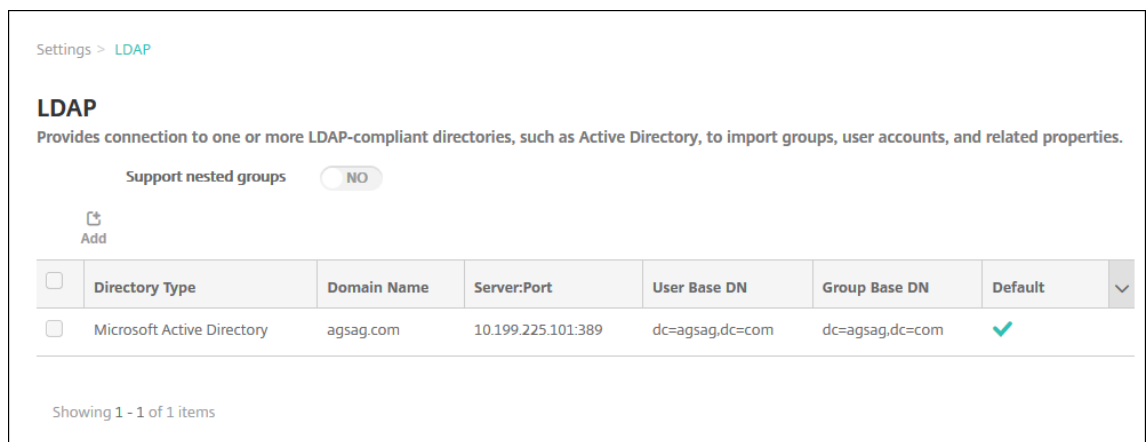 Settings > LDAP
LDAP
Provides connection to one or more LDAP-compliant directories, such as Active Directory, to import groups, user accounts, and related properties.
Support nested groups NO
Add
Directory Type Domain Name Server:Port User Base DN Group Base DN Default
Microsoft Active Directory agsag.com 10.199.225.101:389 dc=agsag,dc=com dc=agsag,dc=com
Showing 1 - 1 of 1 items